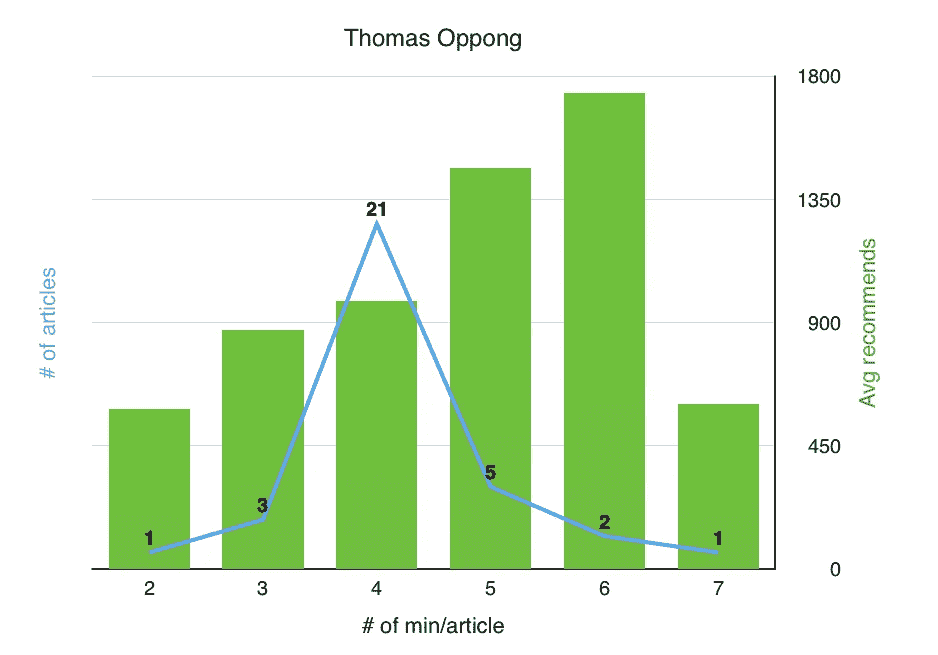 Thomas Oppong
# of articles
1
3
21
5
2
1
1800
1350
900
450
0
Avg recommends
2 3 4 5 6 7
# of min/article